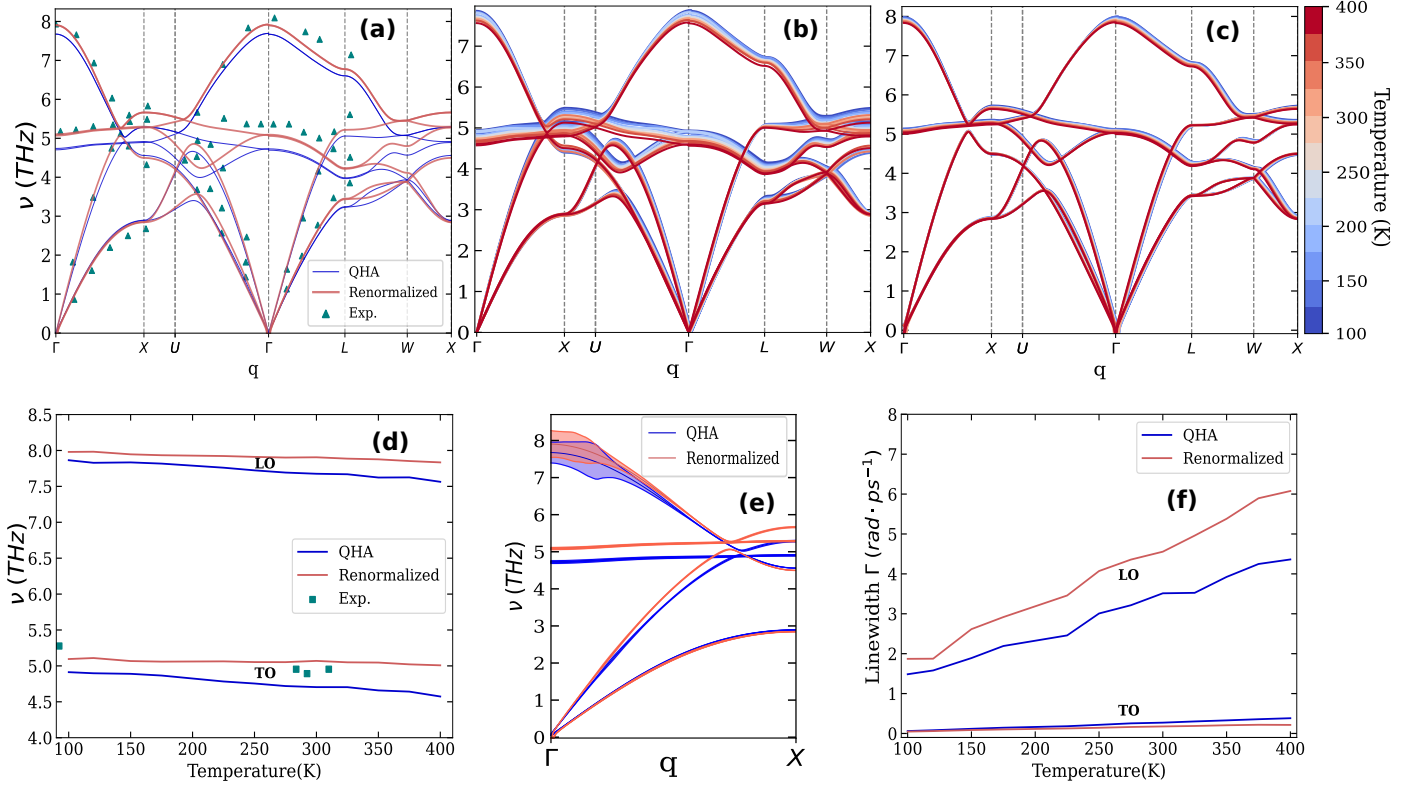 (a)
ν (THz)
8
7
6
5
4
3
2
1
0
QHA
Renormalized
Exp.
Γ X U Γ L W X
q
(b)
7
6
5
4
3
2
1
0
Γ X U Γ L W X
q
(c)
8
7
6
5
4
3
2
1
0
Γ X U Γ L W X
q
400
350
300
250
200
150
100
Temperature (K)
(d)
ν (THz)
8.5
8.0
7.5
7.0
6.5
6.0
5.5
5.0
4.5
4.0
LO
QHA
Renormalized
Exp.
TO
100 150 200 250 300 350 400
Temperature(K)
(e)
ν (THz)
8
7
6
5
4
3
2
1
0
QHA
Renormalized
Γ X
q
(f)
Linewidth Γ (rad · ps⁻¹)
8
7
6
5
4
3
2
1
0
QHA
Renormalized
LO
TO
100 150 200 250 300 350 400
Temperature(K)